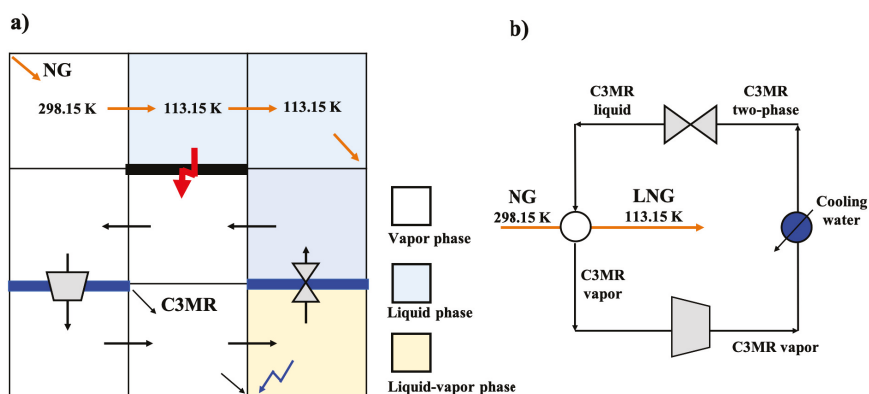 a)
NG
298.15 K
113.15 K
113.15 K
C3MR
Vapor phase
Liquid phase
Liquid-vapor phase
b)
C3MR
liquid
C3MR
two-phase
NG
298.15 K
LNG
113.15 K
Cooling
water
C3MR
vapor
C3MR vapor